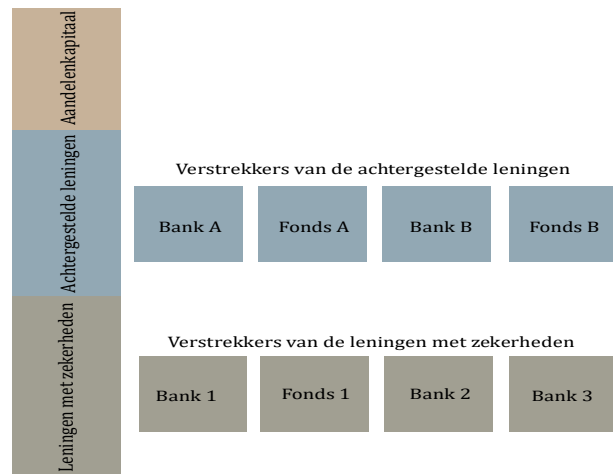 Aandelenkapitaal
Achtergestelde leningen
Verstrekkers van de achtergestelde leningen
Bank A
Fonds A
Bank B
Fonds B
Leningen met zekerheden
Verstrekkers van de leningen met zekerheden
Bank 1
Fonds 1
Bank 2
Bank 3